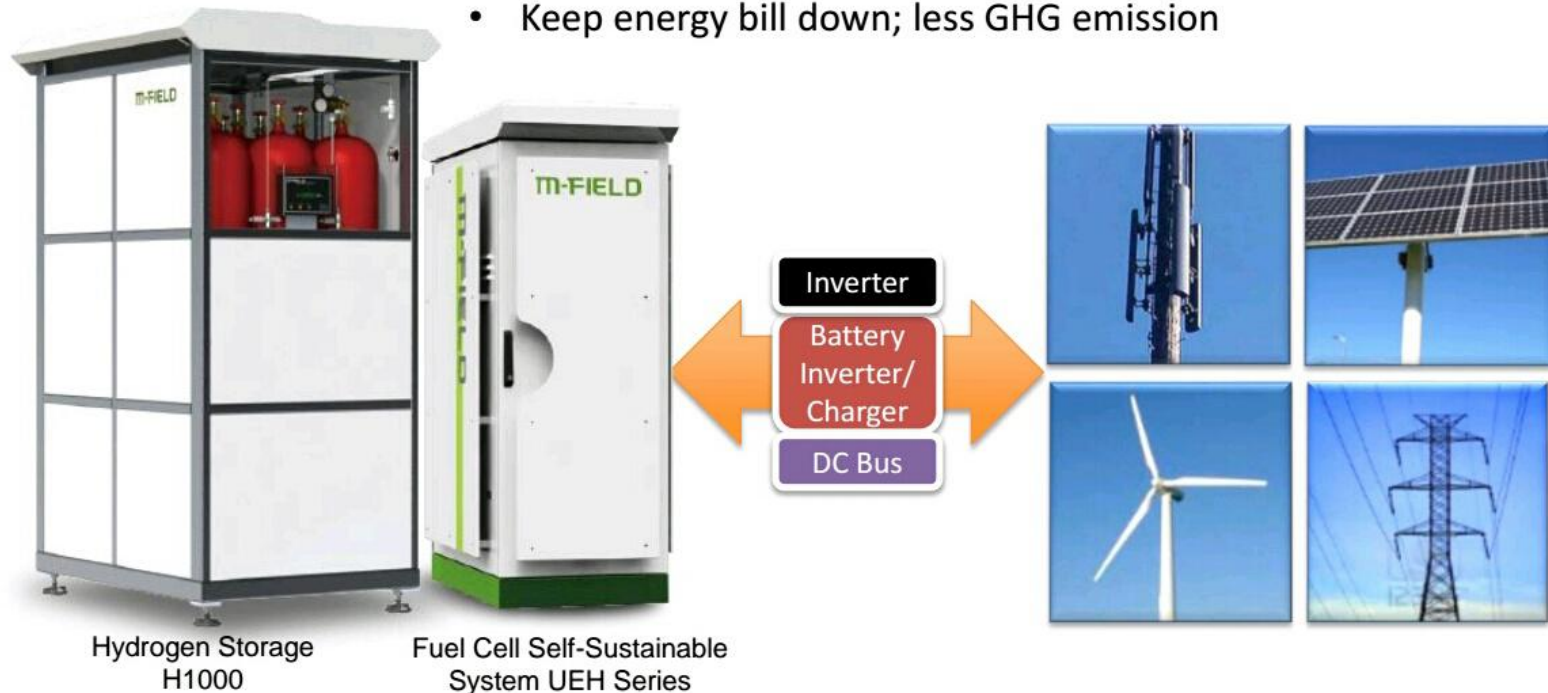 • Keep energy bill down; less GHG emission
m-FIELD
m-FIELD
Inverter
Battery
Inverter/
Charger
DC Bus
Hydrogen Storage
H1000
Fuel Cell Self-Sustainable
System UEH Series